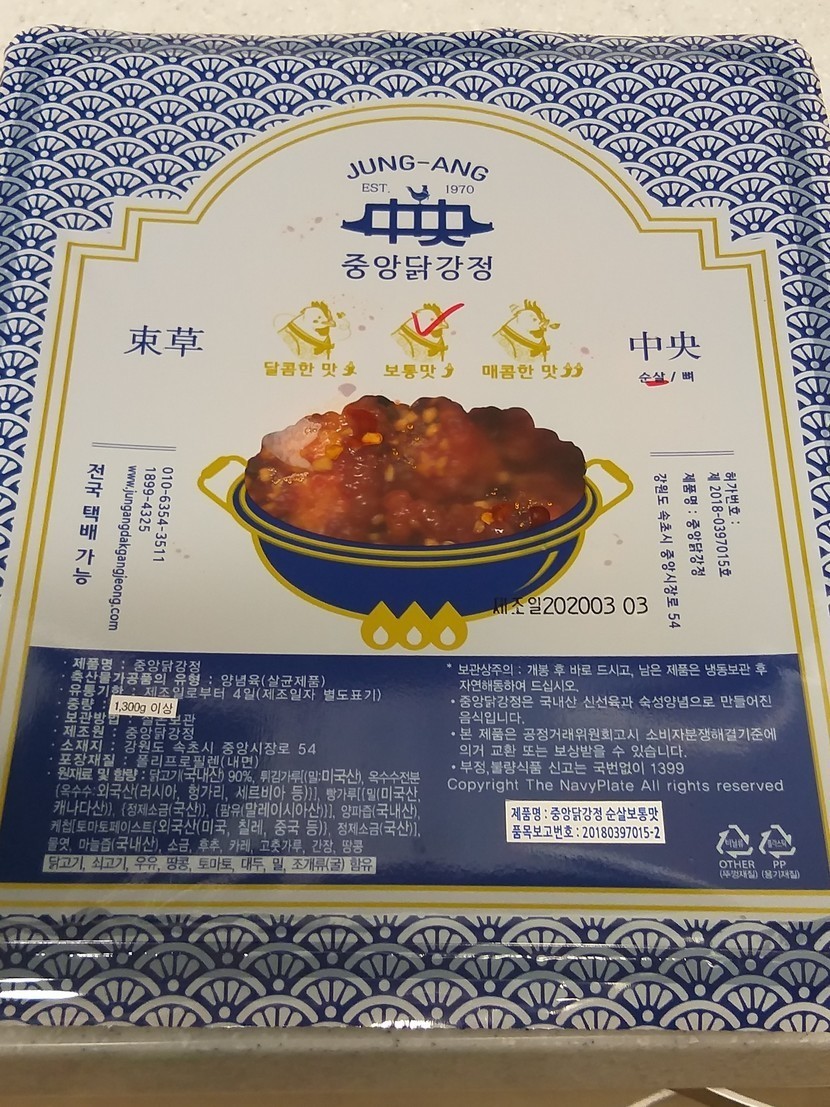 JUNG-ANG
EST. 1970
中央
중앙닭강정
束草
中央
순살 / 뼈
달콤한 맛
보통맛
매콤한 맛
010-6354-3511
1899-4325
www.jungangdakgangjeong.com
전국 택배 가능
허가번호 :
제 2018-0397015호
제품명 : 중앙닭강정
강원도 속초시 중앙시장로 54
제조일202003 03
· 제품명 : 중앙닭강정
· 축산물가공품의 유형 : 양념육(살균제품)
· 유통기한 : 제조일로부터 4일(제조일자 별도표기)
· 중량 : 1,300g 이상
· 보관방법 : 실온보관
· 제조원 : 중앙닭강정
· 소재지 : 강원도 속초시 중앙시장로 54
· 포장재질 : 폴리프로필렌(내면)
· 원재료 및 함량 : 닭고기(국내산) 90%, 튀김가루[(밀:미국산), 옥수수전분
{옥수수:외국산(러시아, 헝가리, 세르비아 등)}], 빵가루[{밀(미국산,
캐나다산)}, {정제소금(국산)}, {팜유(말레이시아산)}], 양파즙(국내산),
케첩[토마토페이스트{외국산(미국, 칠레, 중국 등)}, 정제소금(국산)],
물엿, 마늘즙(국내산), 소금, 후추, 카레, 고춧가루, 간장, 땅콩
닭고기, 쇠고기, 우유, 땅콩, 토마토, 대두, 밀, 조개류(굴) 함유
* 보관상주의 : 개봉 후 바로 드시고, 남은 제품은 냉동보관 후
자연해동하여 드십시오.
· 중앙닭강정은 국내산 신선육과 숙성양념으로 만들어진
음식입니다.
· 본 제품은 공정거래위원회고시 소비자분쟁해결기준에
의거 교환 또는 보상받을 수 있습니다.
· 부정,불량식품 신고는 국번없이 1399
Copyright The NavyPlate All rights reserved
제품명 : 중앙닭강정 순살보통맛
품목보고번호 : 20180397015-2
OTHER
(뚜껑재질)
PP
(용기재질)